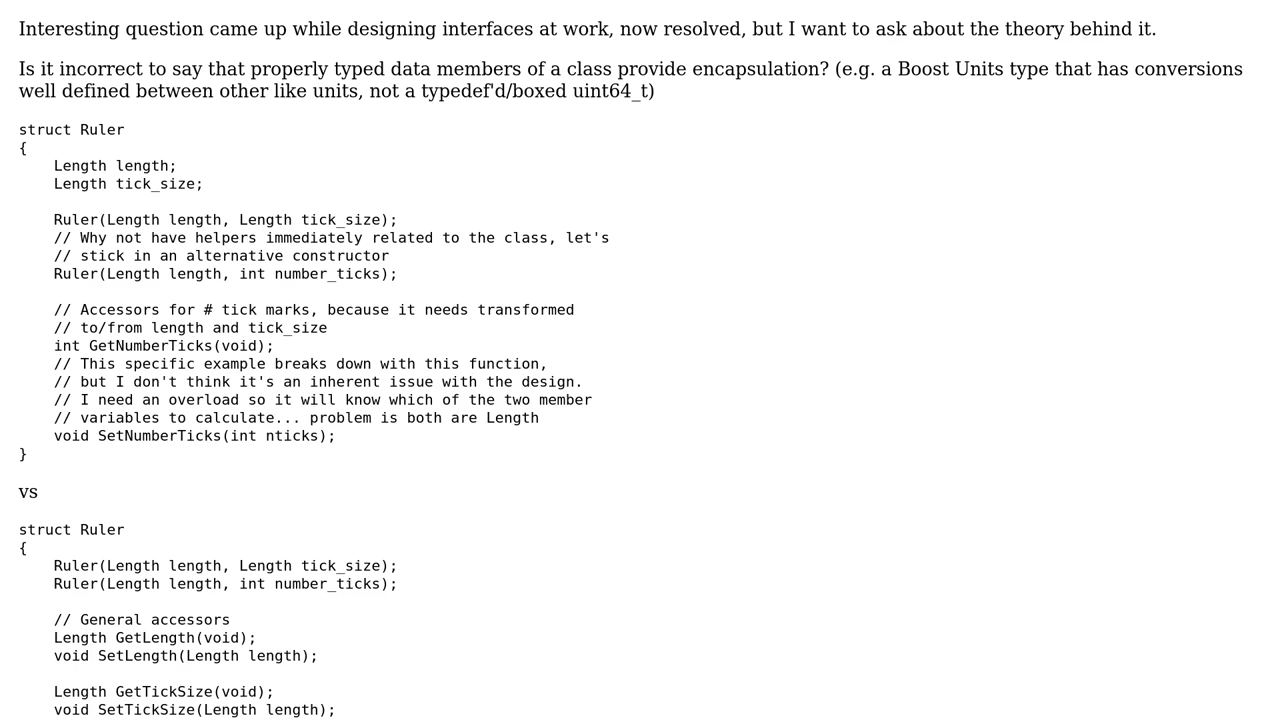 Interesting question came up while designing interfaces at work, now resolved, but I want to ask about the theory behind it.
Is it incorrect to say that properly typed data members of a class provide encapsulation? (e.g. a Boost Units type that has conversions
well defined between other like units, not a typedef'd/boxed uint64_t)
struct Ruler
{
    Length length;
    Length tick_size;

    Ruler(Length length, Length tick_size);
    // Why not have helpers immediately related to the class, let's
    // stick in an alternative constructor
    Ruler(Length length, int number_ticks);

    // Accessors for # tick marks, because it needs transformed
    // to/from length and tick_size
    int GetNumberTicks(void);
    // This specific example breaks down with this function,
    // but I don't think it's an inherent issue with the design.
    // I need an overload so it will know which of the two member
    // variables to calculate... problem is both are Length
    void SetNumberTicks(int nticks);
}
vs
struct Ruler
{
    Ruler(Length length, Length tick_size);
    Ruler(Length length, int number_ticks);

    // General accessors
    Length GetLength(void);
    void SetLength(Length length);

    Length GetTickSize(void);
    void SetTickSize(Length length);